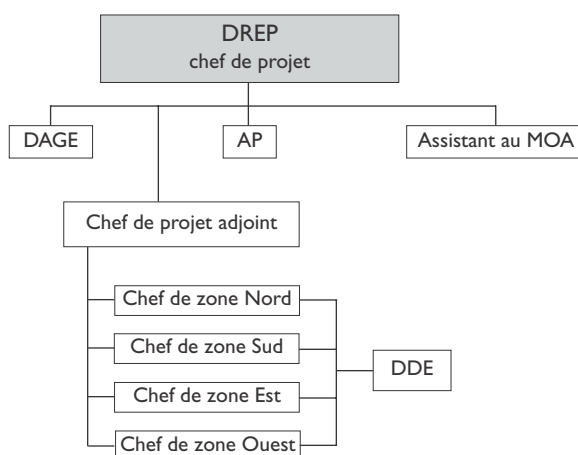 DREP
chef de projet
DAGE
AP
Assistant au MOA
Chef de projet adjoint
Chef de zone Nord
Chef de zone Sud
DDE
Chef de zone Est
Chef de zone Ouest